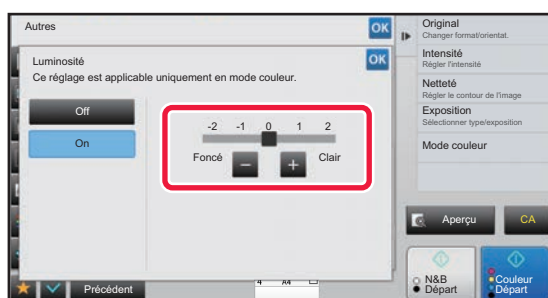 Autres
OK
Luminosité
OK
Ce réglage est applicable uniquement en mode couleur.
Off
On
-2 -1 0 1 2
Foncé
Clair
Précédent
4 A4
Original
Changer format/orientat.
Intensité
Régler l'intensité
Netteté
Régler le contour de l'image
Exposition
Sélectionner type/exposition
Mode couleur
Aperçu
CA
N&B
Départ
Couleur
Départ